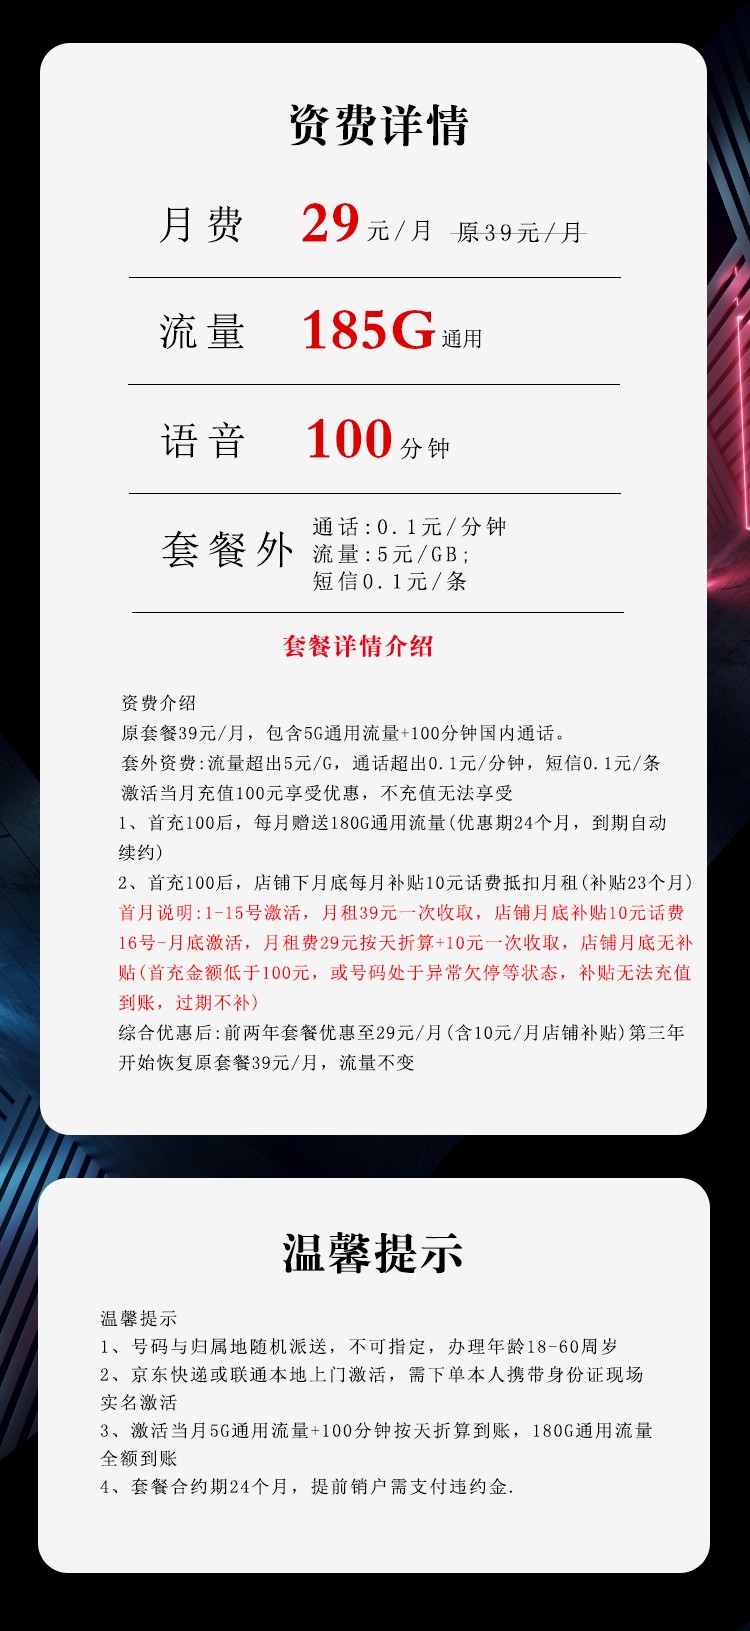 资费详情
月费 29元/月 原39元/月
流量 185G通用
语音 100分钟
套餐外
通话:0.1元/分钟
流量:5元/GB;
短信0.1元/条
套餐详情介绍
资费介绍
原套餐39元/月，包含5G通用流量+100分钟国内通话。
套外资费:流量超出5元/G，通话超出0.1元/分钟，短信0.1元/条
激活当月充值100元享受优惠，不充值无法享受
1、首充100后，每月赠送180G通用流量(优惠期24个月，到期自动
续约)
2、首充100后，店铺下月底每月补贴10元话费抵扣月租(补贴23个月)
首月说明:1-15号激活，月租39元一次收取，店铺月底补贴10元话费
16号-月底激活，月租费29元按天折算+10元一次收取，店铺月底无补
贴(首充金额低于100元，或号码处于异常欠停等状态，补贴无法充值
到账，过期不补)
综合优惠后:前两年套餐优惠至29元/月(含10元/月店铺补贴)第三年
开始恢复原套餐39元/月，流量不变
温馨提示
温馨提示
1、号码与归属地随机派送，不可指定，办理年龄18-60周岁
2、京东快递或联通本地上门激活，需下单本人携带身份证现场
实名激活
3、激活当月5G通用流量+100分钟按天折算到账，180G通用流量
全额到账
4、套餐合约期24个月，提前销户需支付违约金.